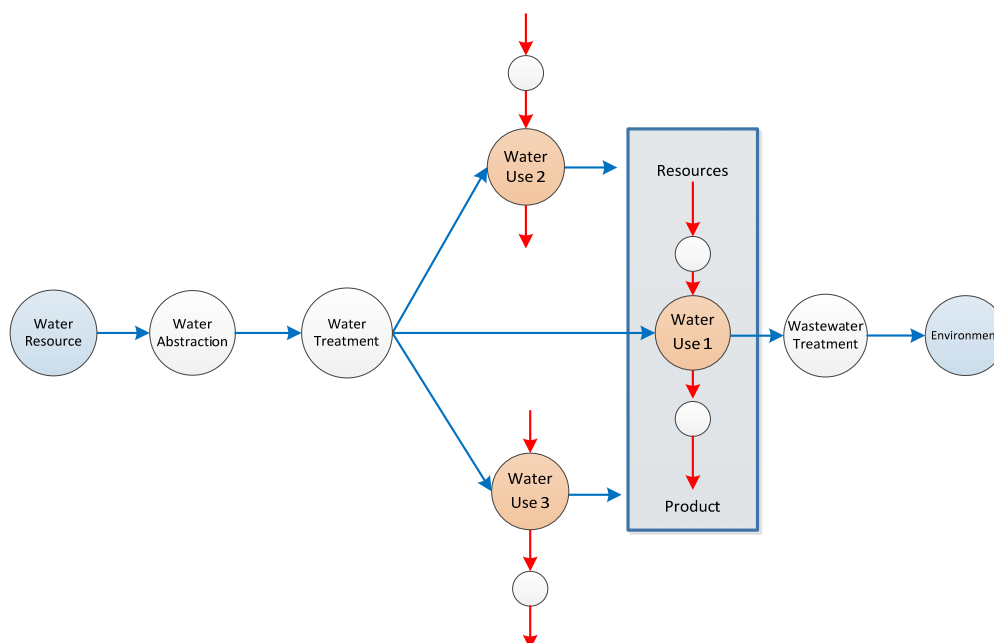 Water
Use 2
Resources
Water
Resource
Water
Abstraction
Water
Treatment
Water
Use 1
Wastewater
Treatment
Environment
Water
Use 3
Product